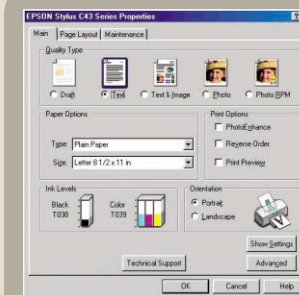 EPSON Stylus C43 Series Properties
?
Main Page Layout Maintenance
Quality Type
Draft Text Text & Image Photo Photo RPM
Paper Options
Type: Plain Paper
Size: Letter 8 1/2 x 11 in
Print Options
PhotoEnhance
Reverse Order
Print Preview
Ink Levels
Black T038
Color T039
Orientation
Portrait
Landscape
Show Settings
Technical Support
Advanced
OK Cancel Help